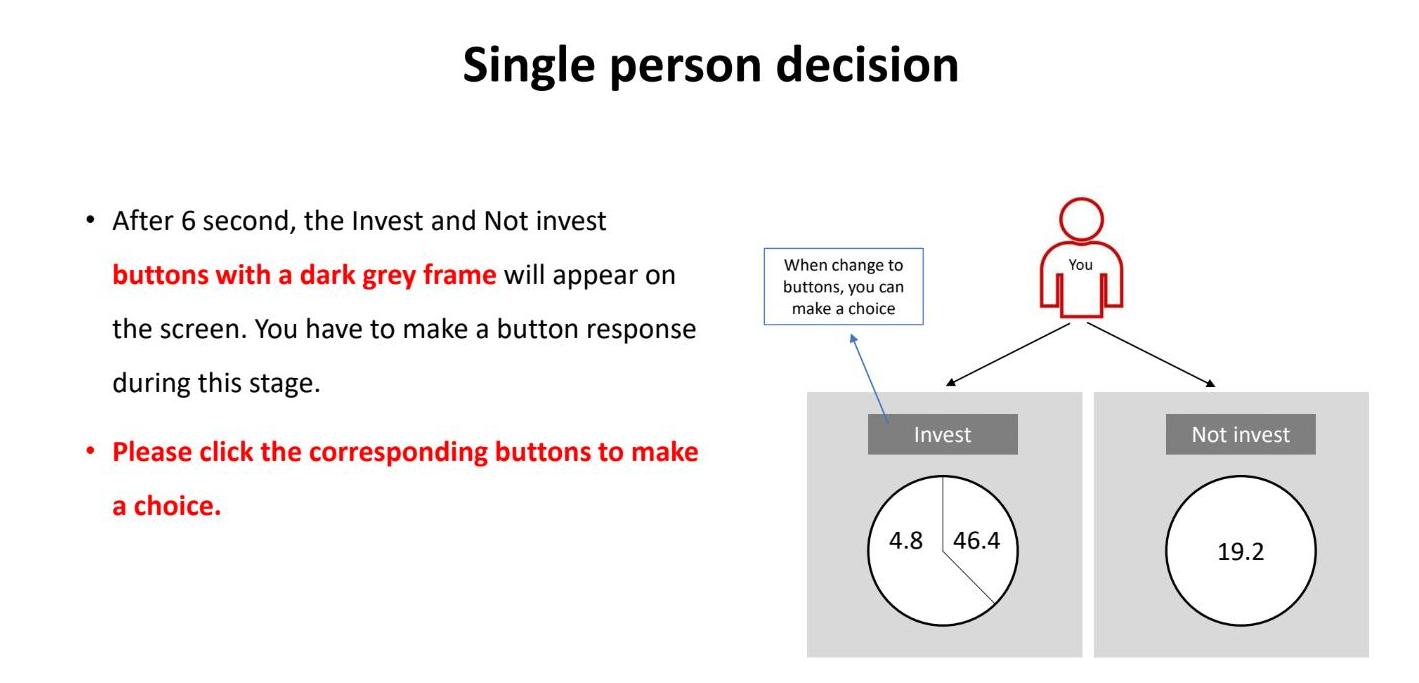 Single person decision
• After 6 second, the Invest and Not invest
buttons with a dark grey frame will appear on
the screen. You have to make a button response
during this stage.
• Please click the corresponding buttons to make
a choice.
When change to
buttons, you can
make a choice
You
Invest
4.8
46.4
Not invest
19.2